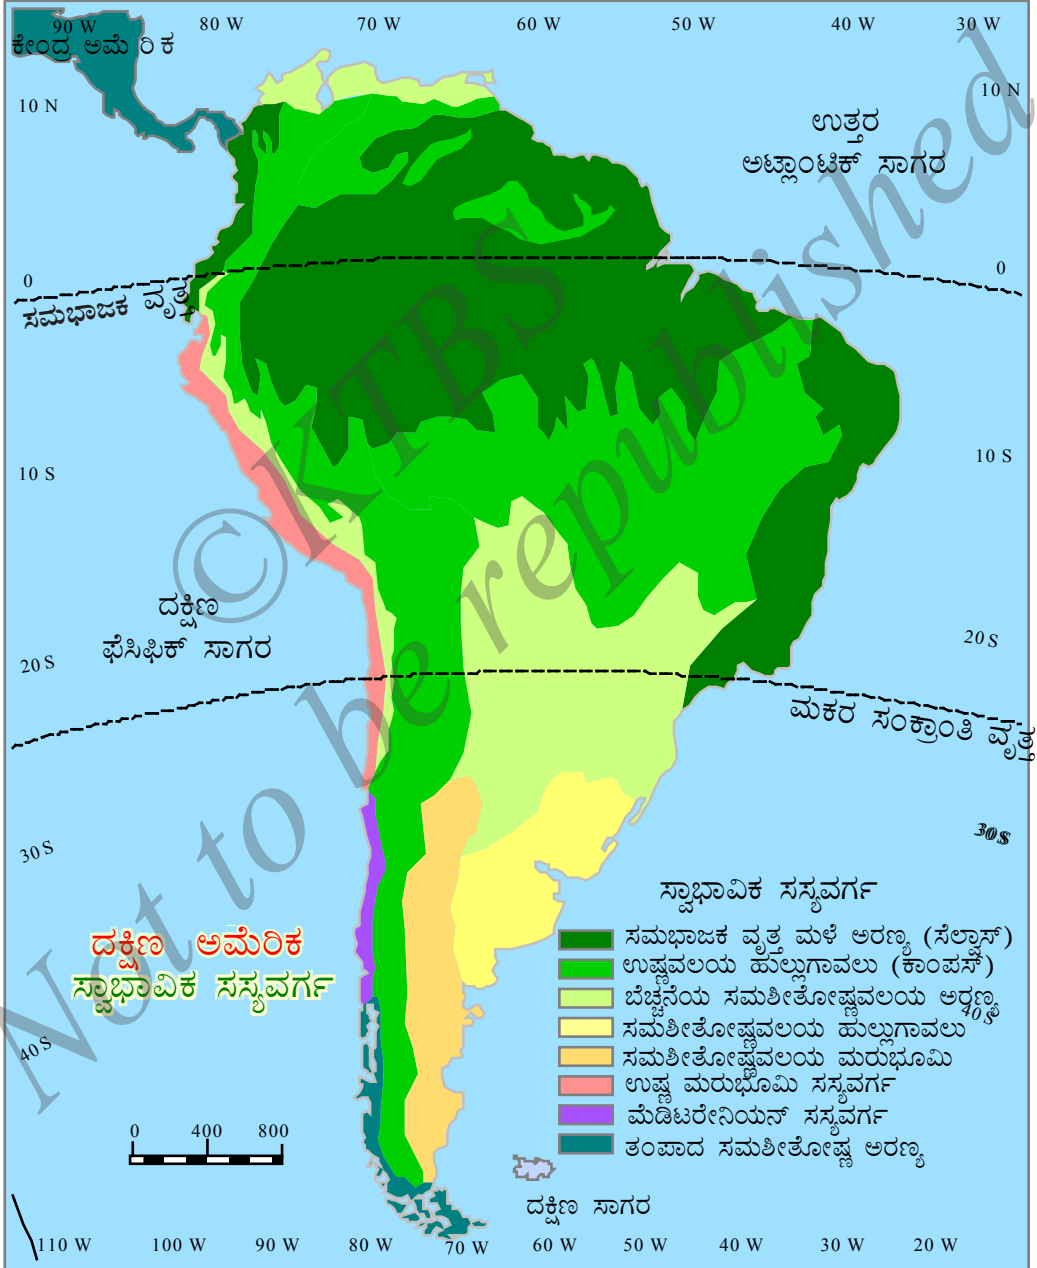 90 W 80 W 70 W 60 W 50 W 40 W 30 W
ಕೇಂದ್ರ ಅಮೆರಿಕ
10 N
10 N
ಉತ್ತರ
ಅಟ್ಲಾಂಟಿಕ್ ಸಾಗರ
0
0
ಸಮಭಾಜಕ ವೃತ್ತ
10 S
10 S
ದಕ್ಷಿಣ
ಫೆಸಿಫಿಕ್ ಸಾಗರ
20 S
20 S
ಮಕರ ಸಂಕ್ರಾಂತಿ ವೃತ್ತ
30 S
30 S
ಸ್ವಾಭಾವಿಕ ಸಸ್ಯವರ್ಗ
ದಕ್ಷಿಣ ಅಮೆರಿಕ
ಸ್ವಾಭಾವಿಕ ಸಸ್ಯವರ್ಗ
ಸಮಭಾಜಕ ವೃತ್ತ ಮಳೆ ಅರಣ್ಯ (ಸೆಲ್ವಾಸ್)
ಉಷ್ಣವಲಯ ಹುಲ್ಲುಗಾವಲು (ಕಾಂಪಸ್)
ಬೆಚ್ಚನೆಯ ಸಮಶೀತೋಷ್ಣವಲಯ ಅರಣ್ಯ
40 S
ಸಮಶೀತೋಷ್ಣವಲಯ ಹುಲ್ಲುಗಾವಲು
40 S
ಸಮಶೀತೋಷ್ಣವಲಯ ಮರುಭೂಮಿ
ಉಷ್ಣ ಮರುಭೂಮಿ ಸಸ್ಯವರ್ಗ
ಮೆಡಿಟರೇನಿಯನ್ ಸಸ್ಯವರ್ಗ
ತಂಪಾದ ಸಮಶೀತೋಷ್ಣ ಅರಣ್ಯ
0 400 800
ದಕ್ಷಿಣ ಸಾಗರ
110 W 100 W 90 W 80 W 70 W 60 W 50 W 40 W 30 W 20 W
©KTBS
Not to be republished